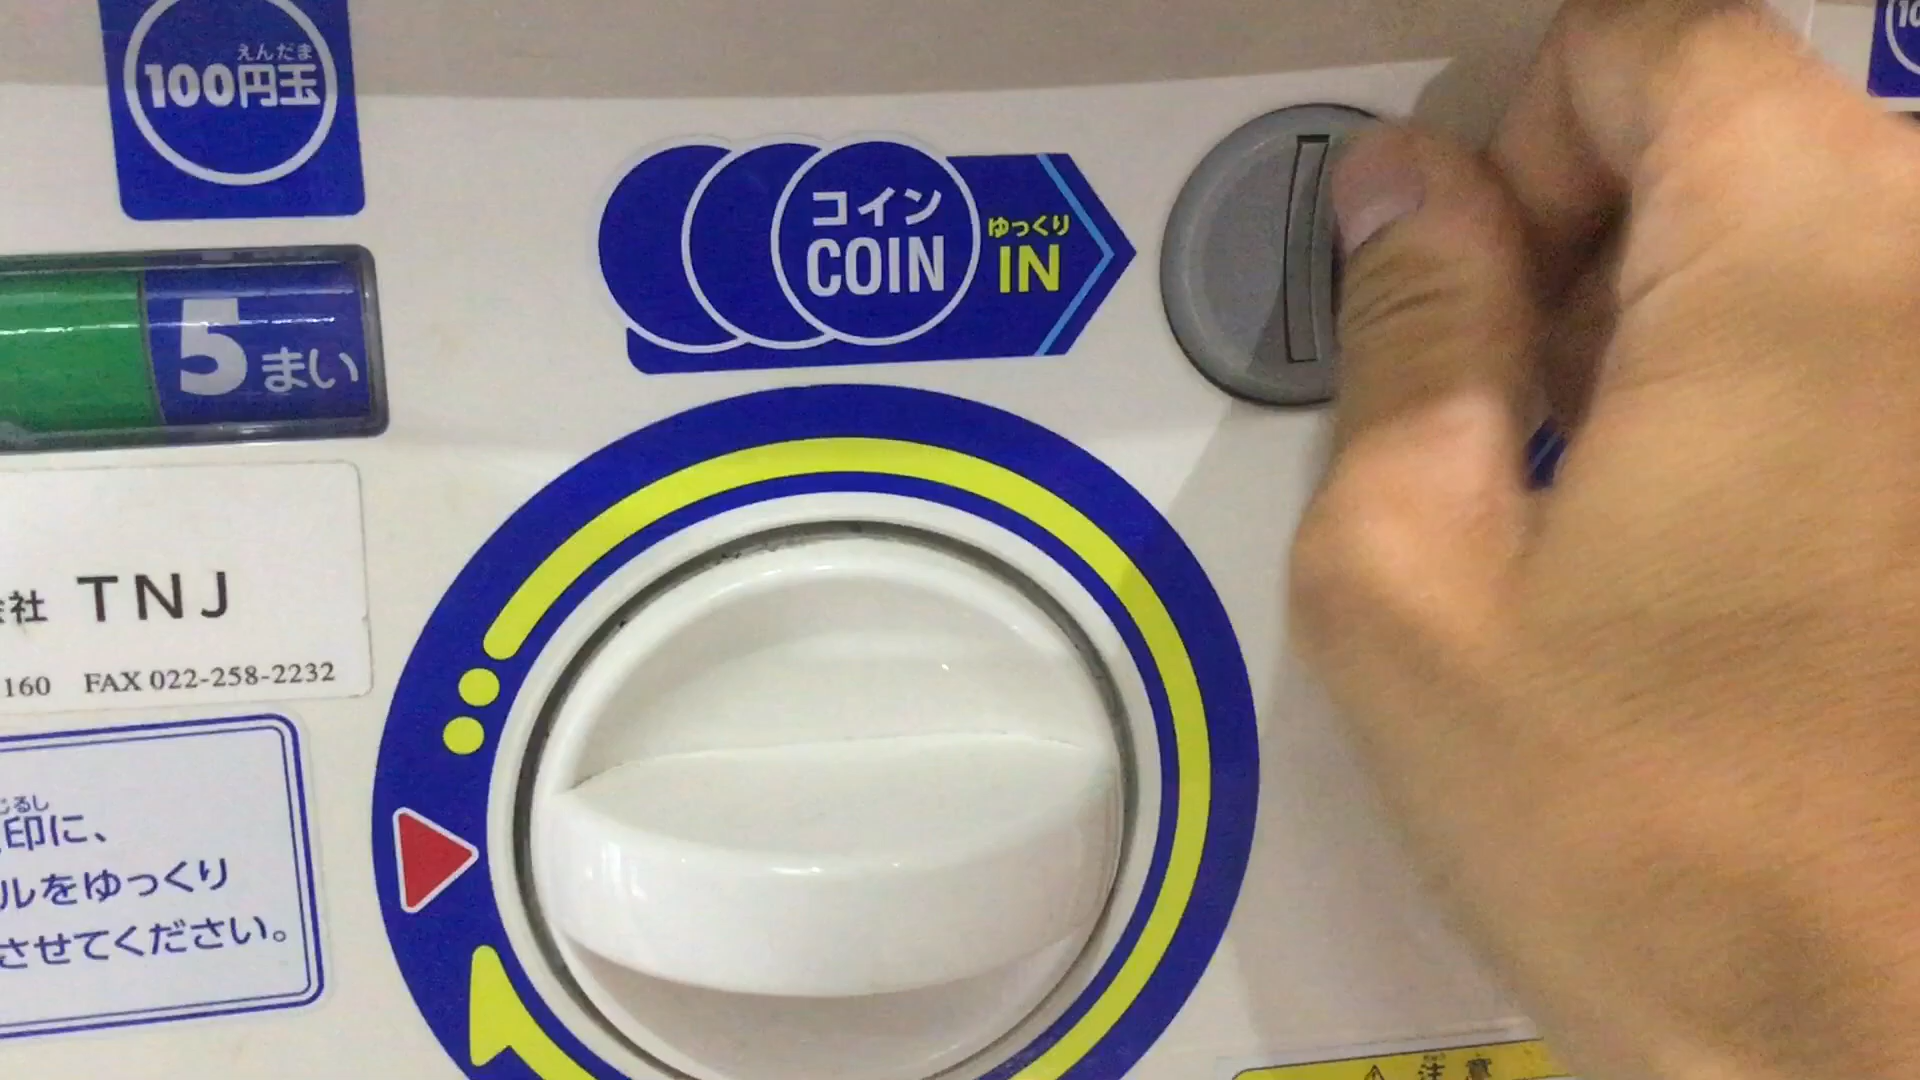 えんだま
100円玉
コイン
COIN
ゆっくり
IN
5まい
社 TNJ
160 FAX 022-258-2232
じるし
印に、
ルをゆっくり
させてください。
注意
10